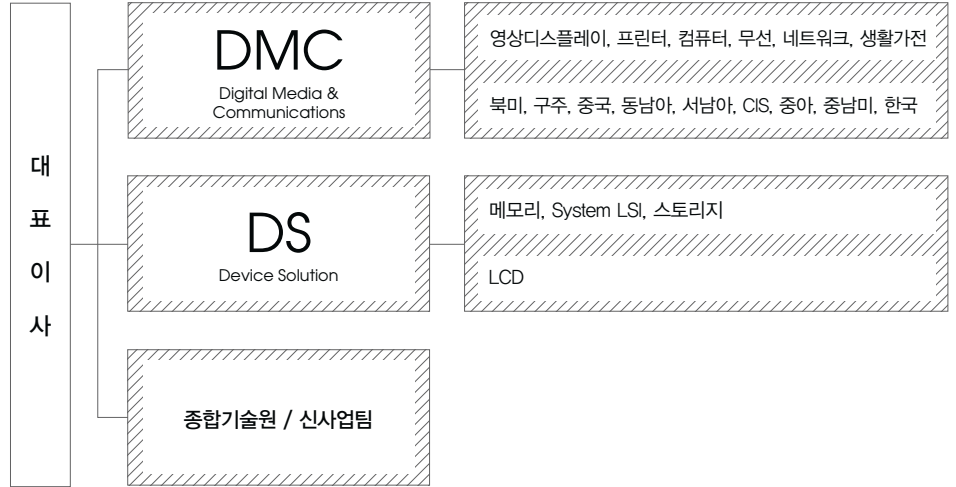 대
표
이
사
DMC
Digital Media &
Communications
영상디스플레이, 프린터, 컴퓨터, 무선, 네트워크, 생활가전
북미, 구주, 중국, 동남아, 서남아, CIS, 중아, 중남미, 한국
DS
Device Solution
메모리, System LSI, 스토리지
LCD
종합기술원 / 신사업팀